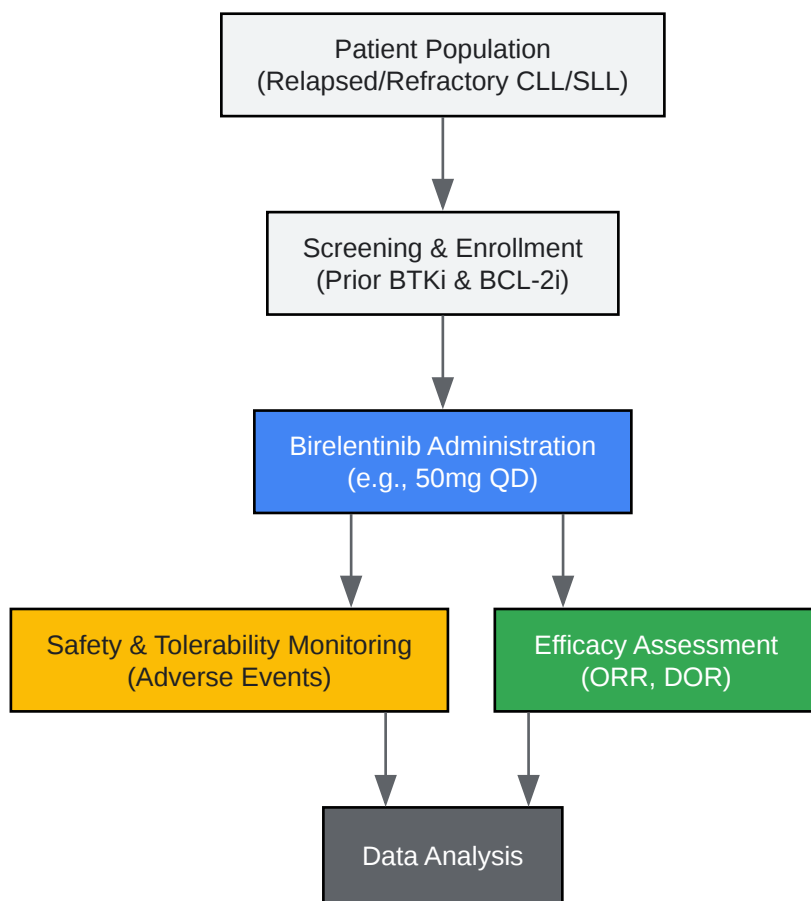 Patient Population
(Relapsed/Refractory CLL/SLL)
Screening & Enrollment
(Prior BTKi & BCL-2i)
Birelentinib Administration
(e.g., 50mg QD)
Safety & Tolerability Monitoring
(Adverse Events)
Efficacy Assessment
(ORR, DOR)
Data Analysis